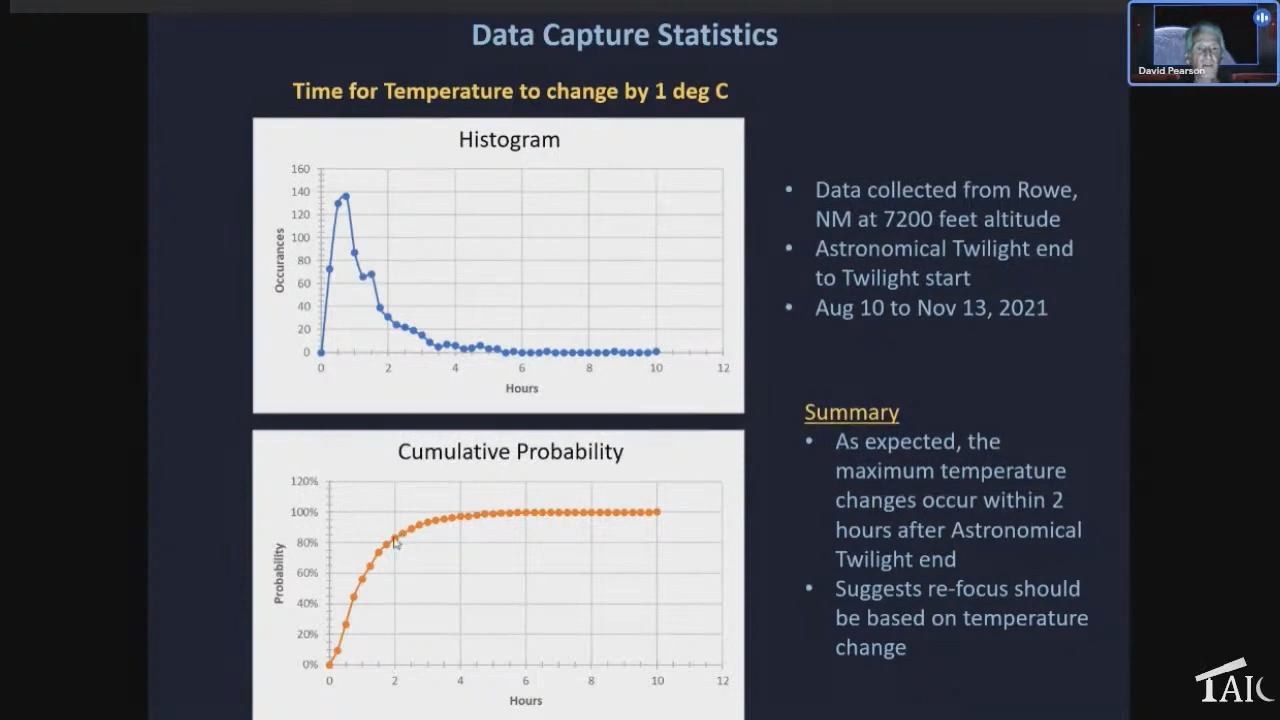 Data Capture Statistics
David Pearson
Time for Temperature to change by 1 deg C
Histogram
160
140
120
100
80
60
40
20
0
Occurances
0 2 4 6 8 10 12
Hours
Cumulative Probability
120%
100%
80%
60%
40%
20%
0%
Probability
0 2 4 6 8 10 12
Hours
• Data collected from Rowe,
NM at 7200 feet altitude
• Astronomical Twilight end
to Twilight start
• Aug 10 to Nov 13, 2021
Summary
• As expected, the
maximum temperature
changes occur within 2
hours after Astronomical
Twilight end
• Suggests re-focus should
be based on temperature
change
TAIC